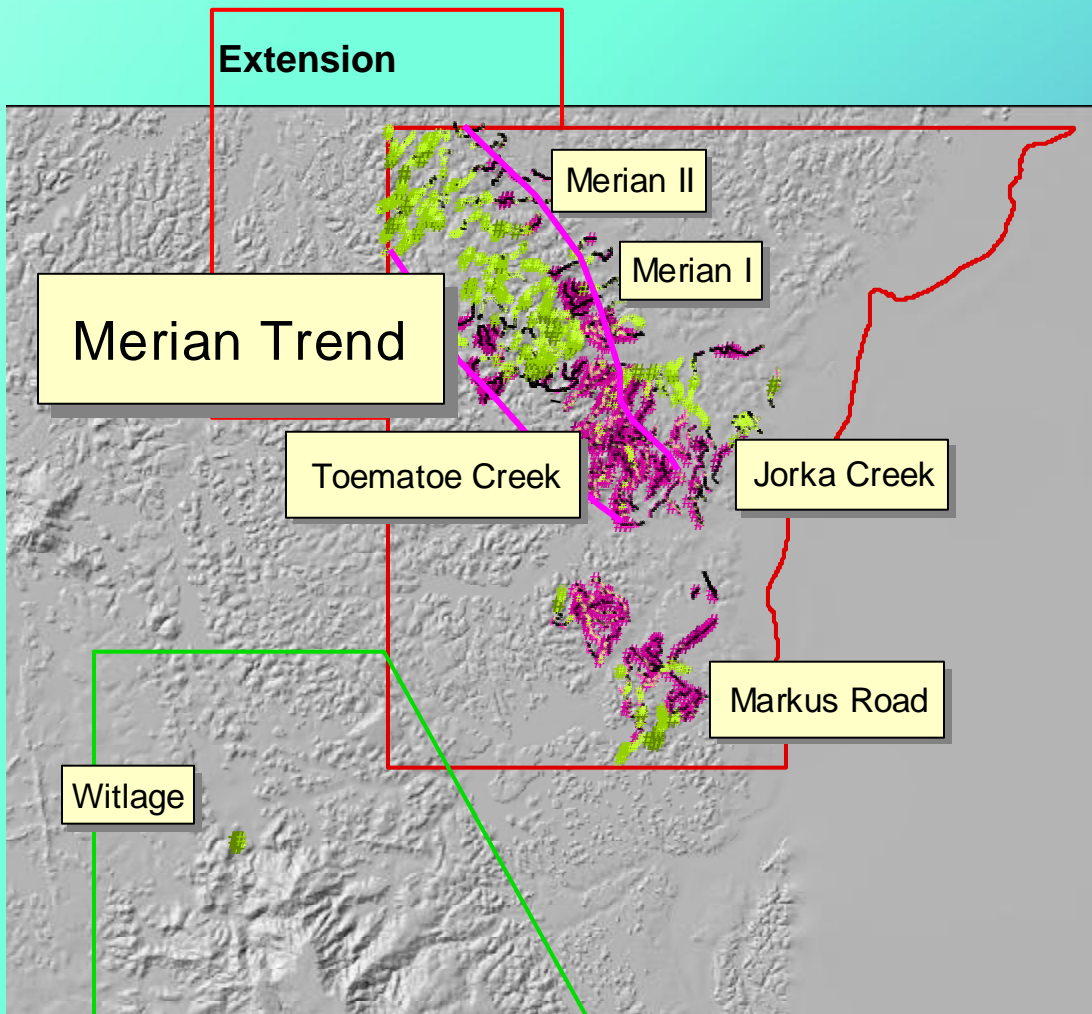 Extension
Merian II
Merian I
Merian Trend
Toematoe Creek
Jorka Creek
Markus Road
Witlage